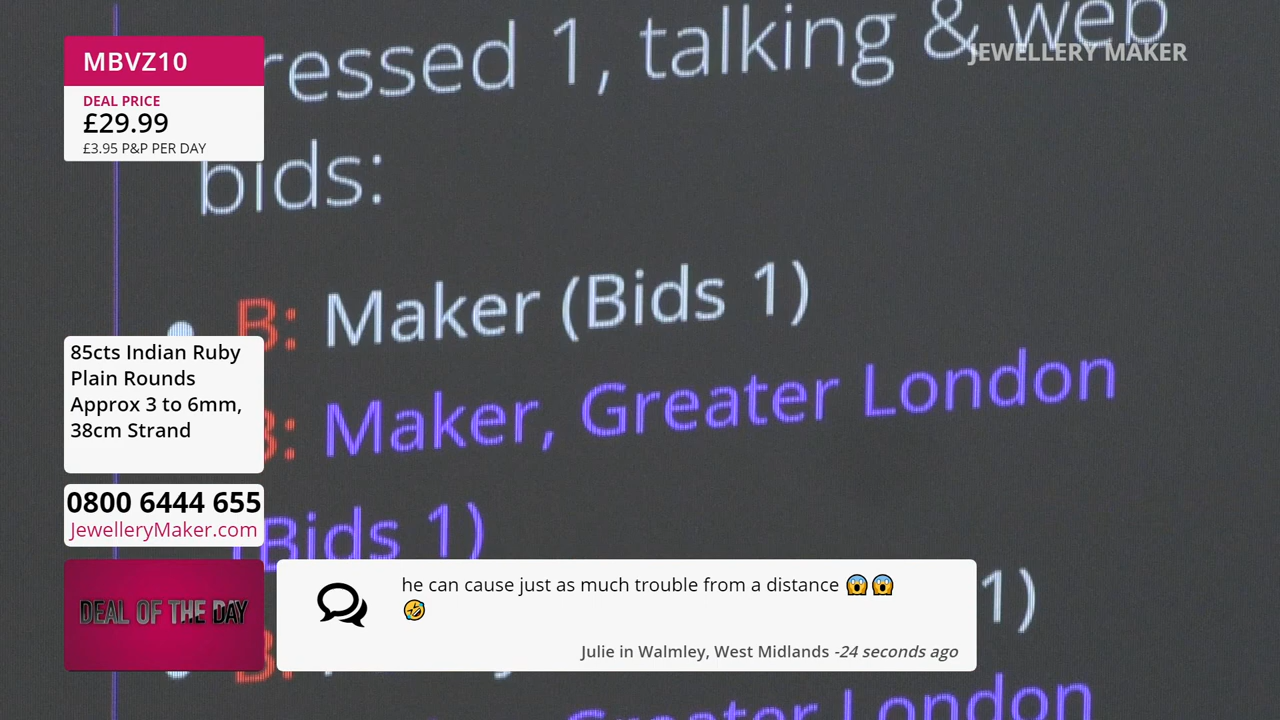 MBVZ10
DEAL PRICE
£29.99
£3.95 P&P PER DAY
JEWELLERY MAKER
ressed 1, talking & web
bids:
B: Maker (Bids 1)
B: Maker, Greater London
(Bids 1)
1)
B:
Greater London
85cts Indian Ruby
Plain Rounds
Approx 3 to 6mm,
38cm Strand
0800 6444 655
JewelleryMaker.com
DEAL OF THE DAY
he can cause just as much trouble from a distance 😱😱
🤣
Julie in Walmley, West Midlands -24 seconds ago